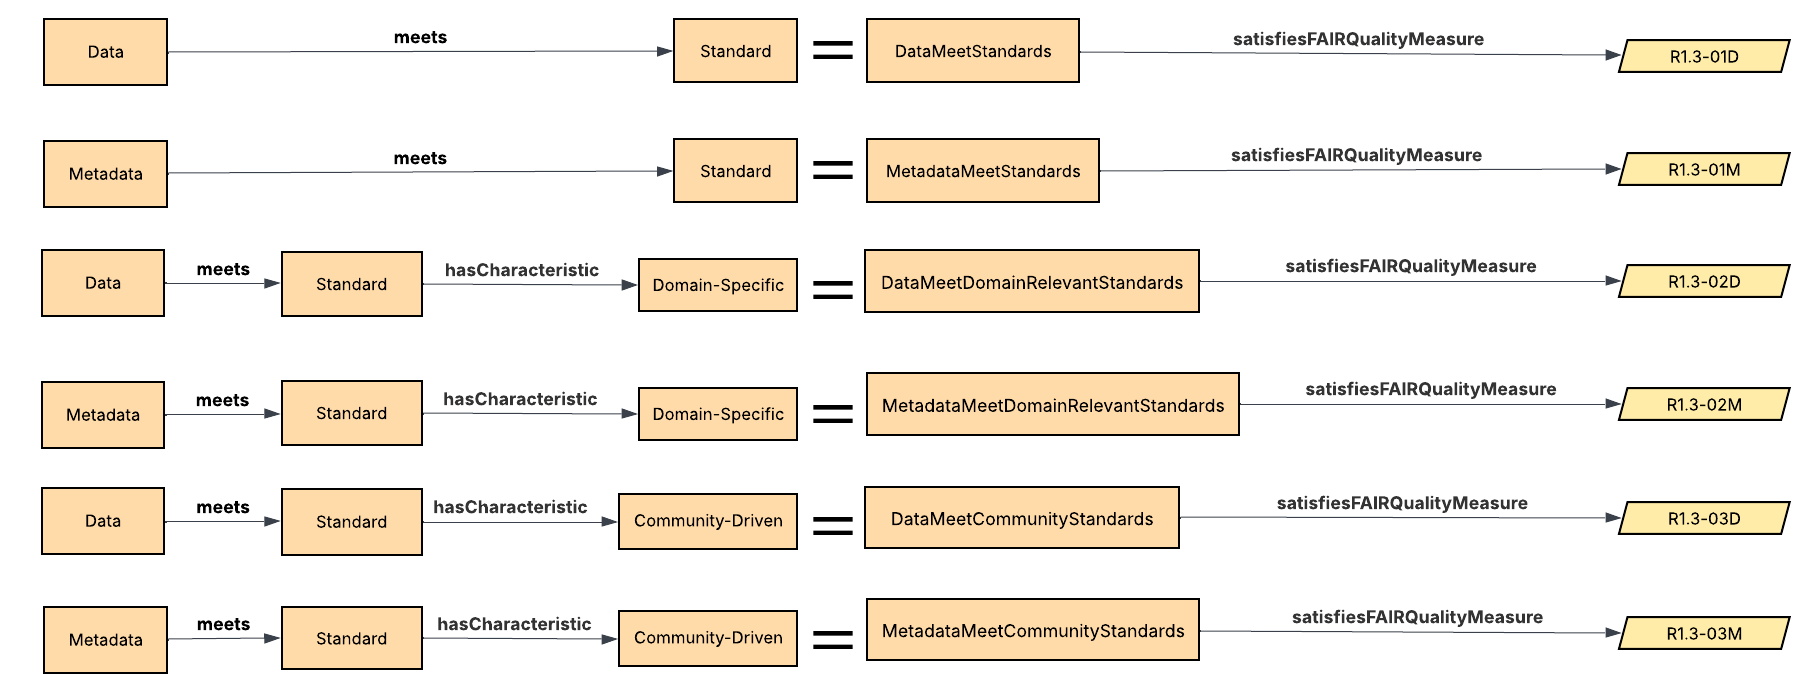 Data
meets
Standard
=
DataMeetStandards
satisfiesFAIRQualityMeasure
R1.3-01D
Metadata
meets
Standard
=
MetadataMeetStandards
satisfiesFAIRQualityMeasure
R1.3-01M
Data
meets
Standard
hasCharacteristic
Domain-Specific
=
DataMeetDomainRelevantStandards
satisfiesFAIRQualityMeasure
R1.3-02D
Metadata
meets
Standard
hasCharacteristic
Domain-Specific
=
MetadataMeetDomainRelevantStandards
satisfiesFAIRQualityMeasure
R1.3-02M
Data
meets
Standard
hasCharacteristic
Community-Driven
=
DataMeetCommunityStandards
satisfiesFAIRQualityMeasure
R1.3-03D
Metadata
meets
Standard
hasCharacteristic
Community-Driven
=
MetadataMeetCommunityStandards
satisfiesFAIRQualityMeasure
R1.3-03M